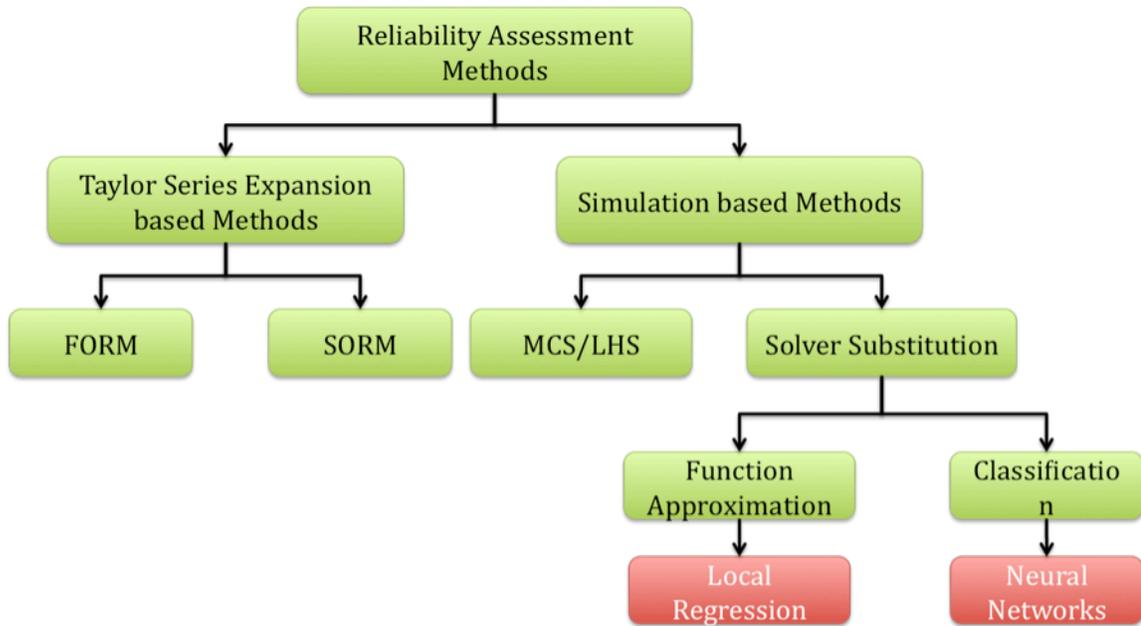 Reliability Assessment
Methods
Taylor Series Expansion
based Methods
Simulation based Methods
FORM
SORM
MCS/LHS
Solver Substitution
Function
Approximation
Classificatio
n
Local
Regression
Neural
Networks